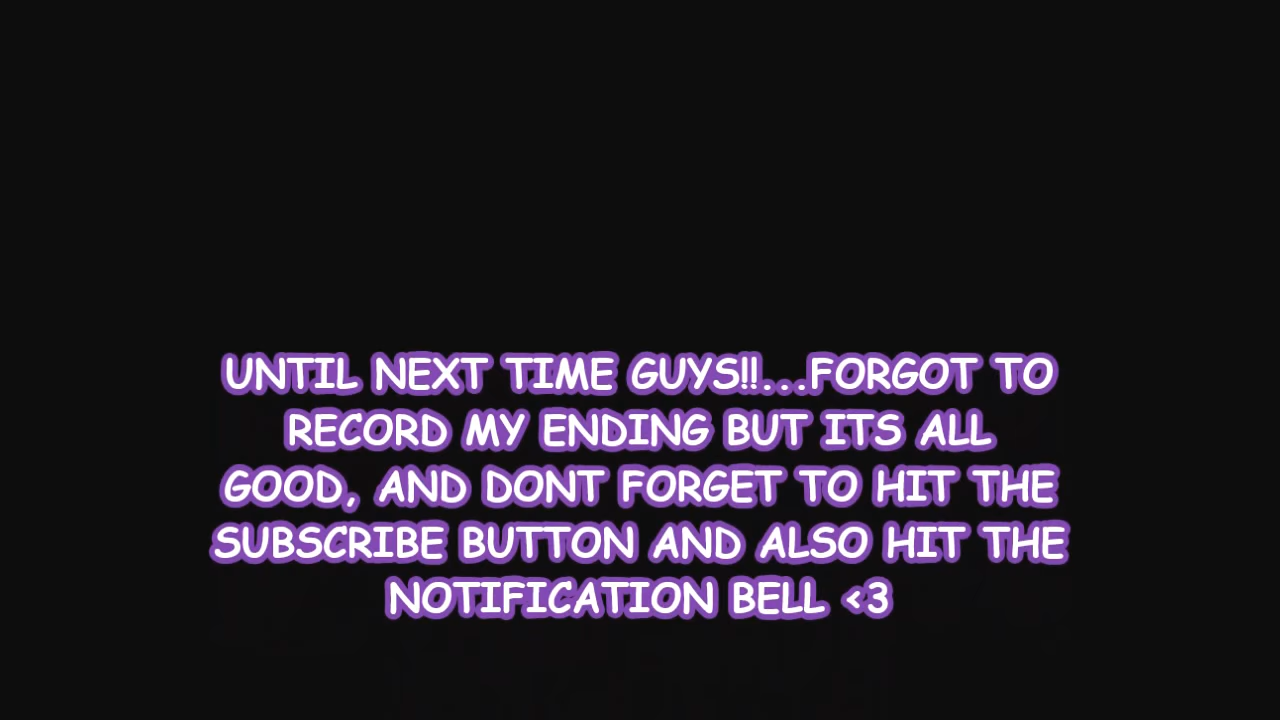 UNTIL NEXT TIME GUYS!!...FORGOT TO
RECORD MY ENDING BUT ITS ALL
GOOD, AND DONT FORGET TO HIT THE
SUBSCRIBE BUTTON AND ALSO HIT THE
NOTIFICATION BELL <3